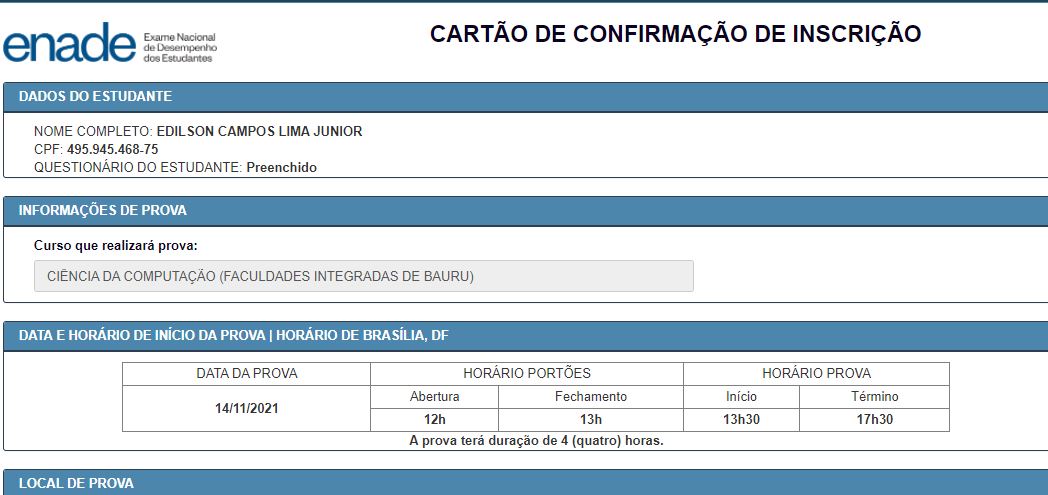 enade Exame Nacional
de Desempenho
dos Estudantes
CARTÃO DE CONFIRMAÇÃO DE INSCRIÇÃO
DADOS DO ESTUDANTE
NOME COMPLETO: EDILSON CAMPOS LIMA JUNIOR
CPF: 495.945.468-75
QUESTIONÁRIO DO ESTUDANTE: Preenchido
INFORMAÇÕES DE PROVA
Curso que realizará prova:
CIÊNCIA DA COMPUTAÇÃO (FACULDADES INTEGRADAS DE BAURU)
DATA E HORÁRIO DE INÍCIO DA PROVA | HORÁRIO DE BRASÍLIA, DF
DATA DA PROVA HORÁRIO PORTÕES HORÁRIO PROVA
14/11/2021 Abertura Fechamento Início Término
12h 13h 13h30 17h30
A prova terá duração de 4 (quatro) horas.
LOCAL DE PROVA